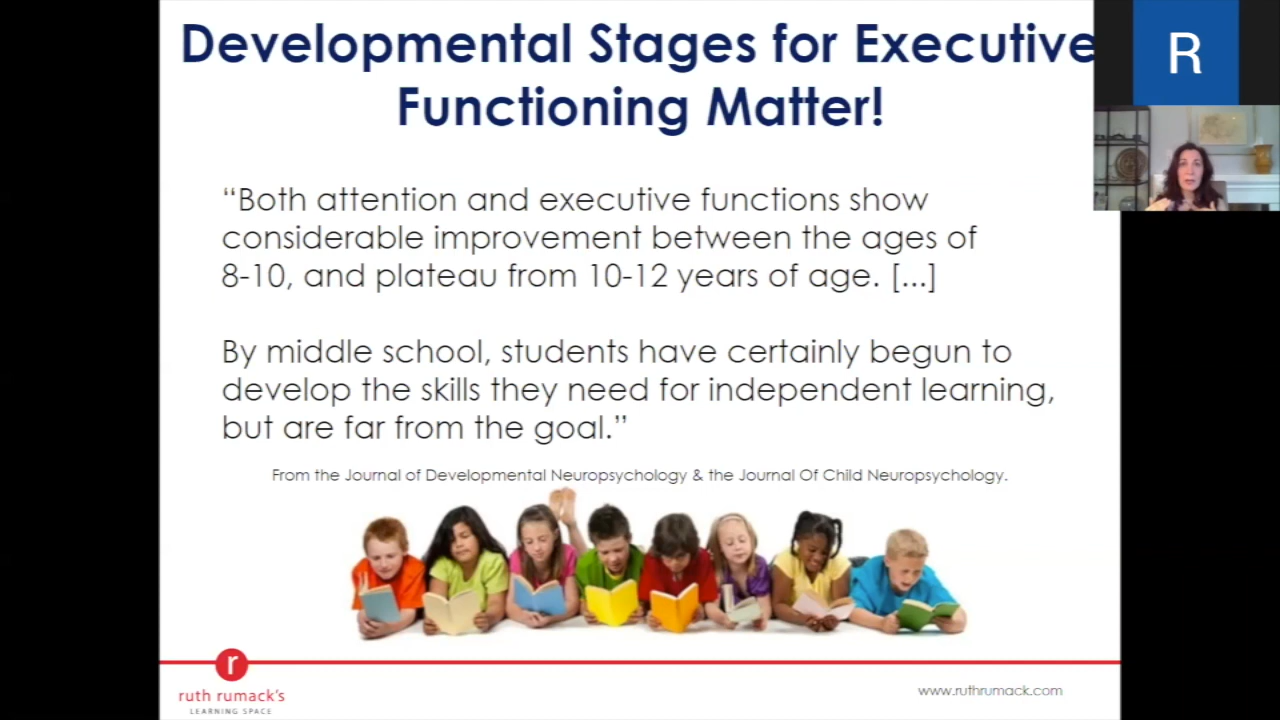 Developmental Stages for Executive
Functioning Matter!
R
“Both attention and executive functions show
considerable improvement between the ages of
8-10, and plateau from 10-12 years of age. [...]
By middle school, students have certainly begun to
develop the skills they need for independent learning,
but are far from the goal.”
From the Journal of Developmental Neuropsychology & the Journal Of Child Neuropsychology.
r
ruth rumack's
LEARNING SPACE
www.ruthrumack.com